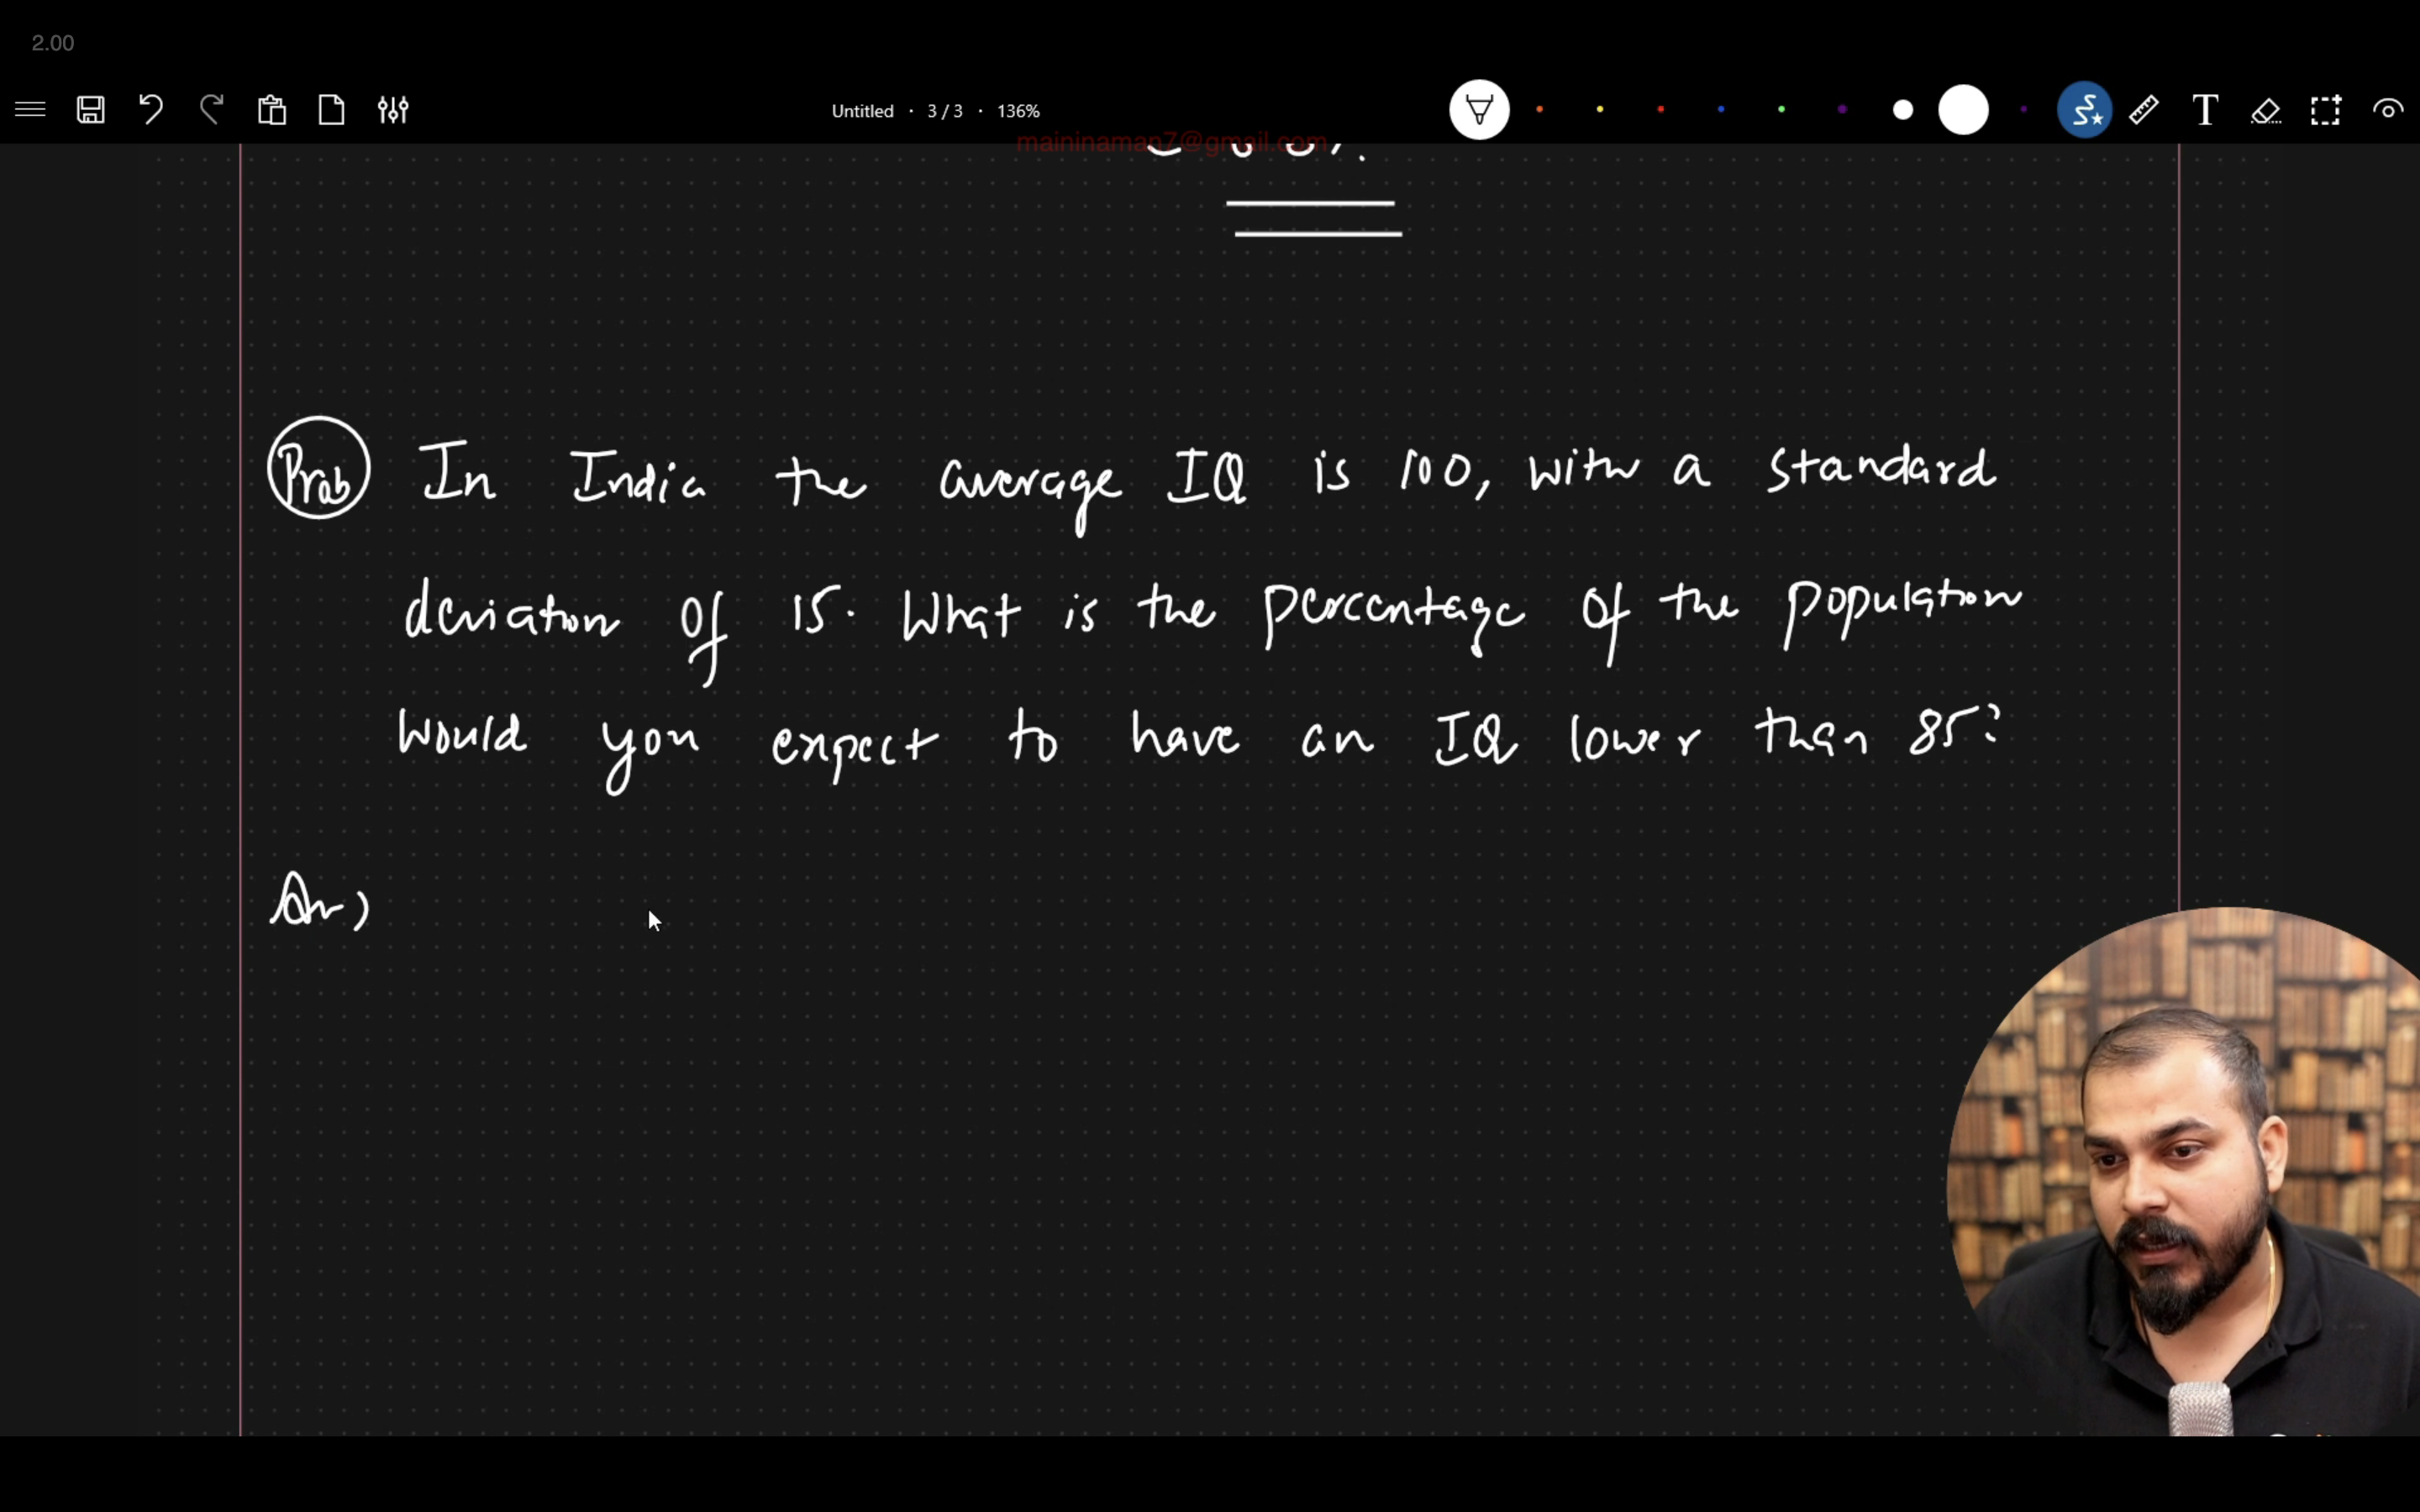 2.00
Untitled · 3 / 3 · 136%
T
maininaman7@gmail.com
Prob In India the average IQ is 100, with a standard
deviation of 15. What is the percentage of the population
would you expect to have an IQ lower than 85?
Ans)